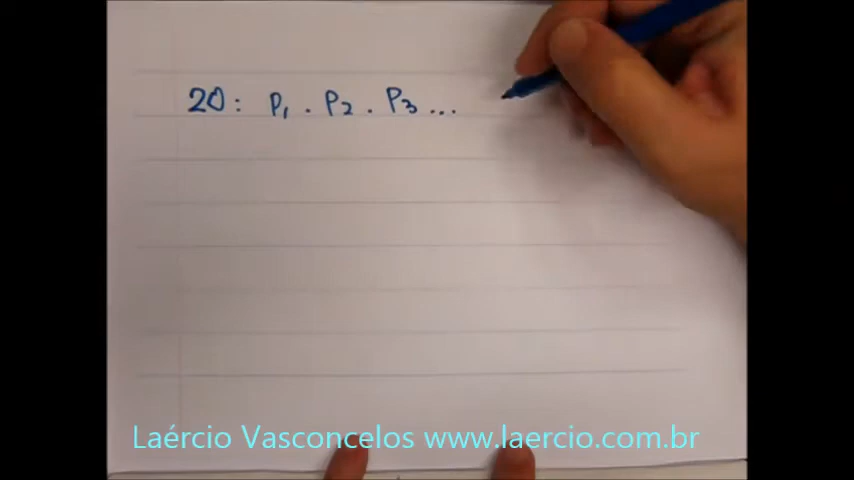 20: P1 . P2 . P3 ...
Laércio Vasconcelos www.laercio.com.br